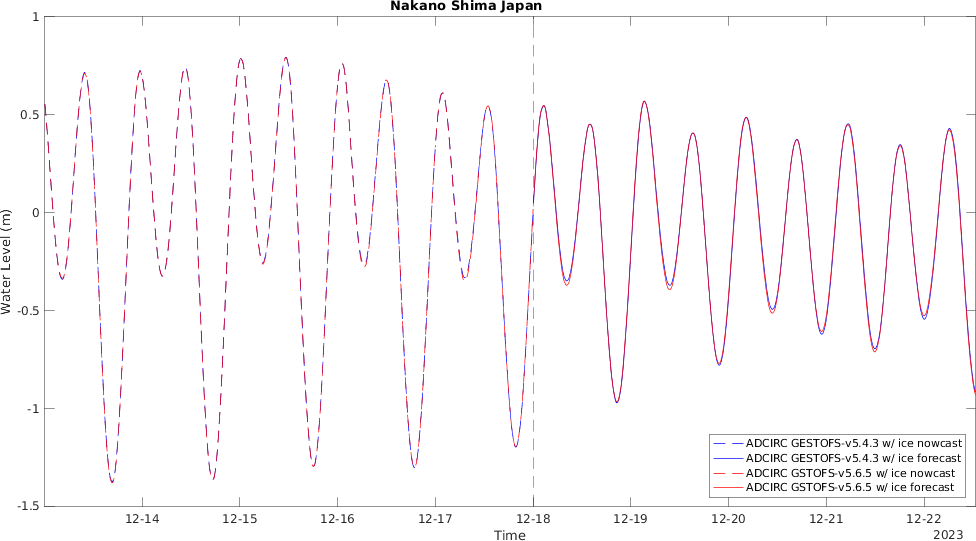 Nakano Shima Japan
1
0.5
0
-0.5
-1
-1.5
Water Level (m)
ADCIRC GESTOFS-v5.4.3 w/ ice nowcast
ADCIRC GESTOFS-v5.4.3 w/ ice forecast
ADCIRC GSTOFS-v5.6.5 w/ ice nowcast
ADCIRC GSTOFS-v5.6.5 w/ ice forecast
12-14 12-15 12-16 12-17 12-18 12-19 12-20 12-21 12-22
Time
2023